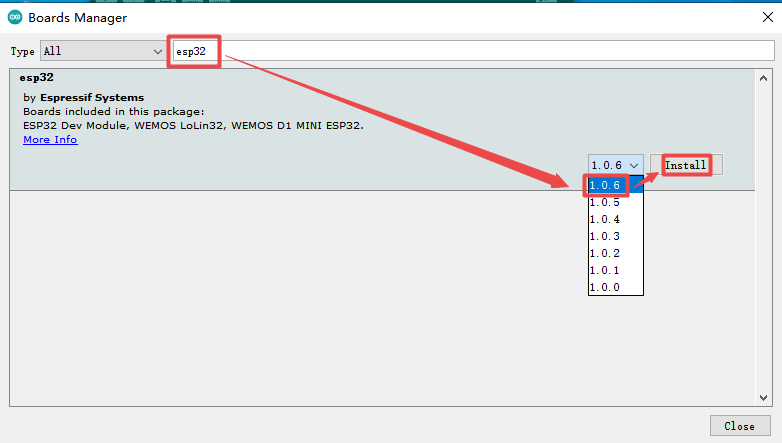 Boards Manager
Type All esp32
esp32
by Espressif Systems
Boards included in this package:
ESP32 Dev Module, WEMOS LoLin32, WEMOS D1 MINI ESP32.
More Info
1.0.6 Install
1.0.6
1.0.5
1.0.4
1.0.3
1.0.2
1.0.1
1.0.0
Close